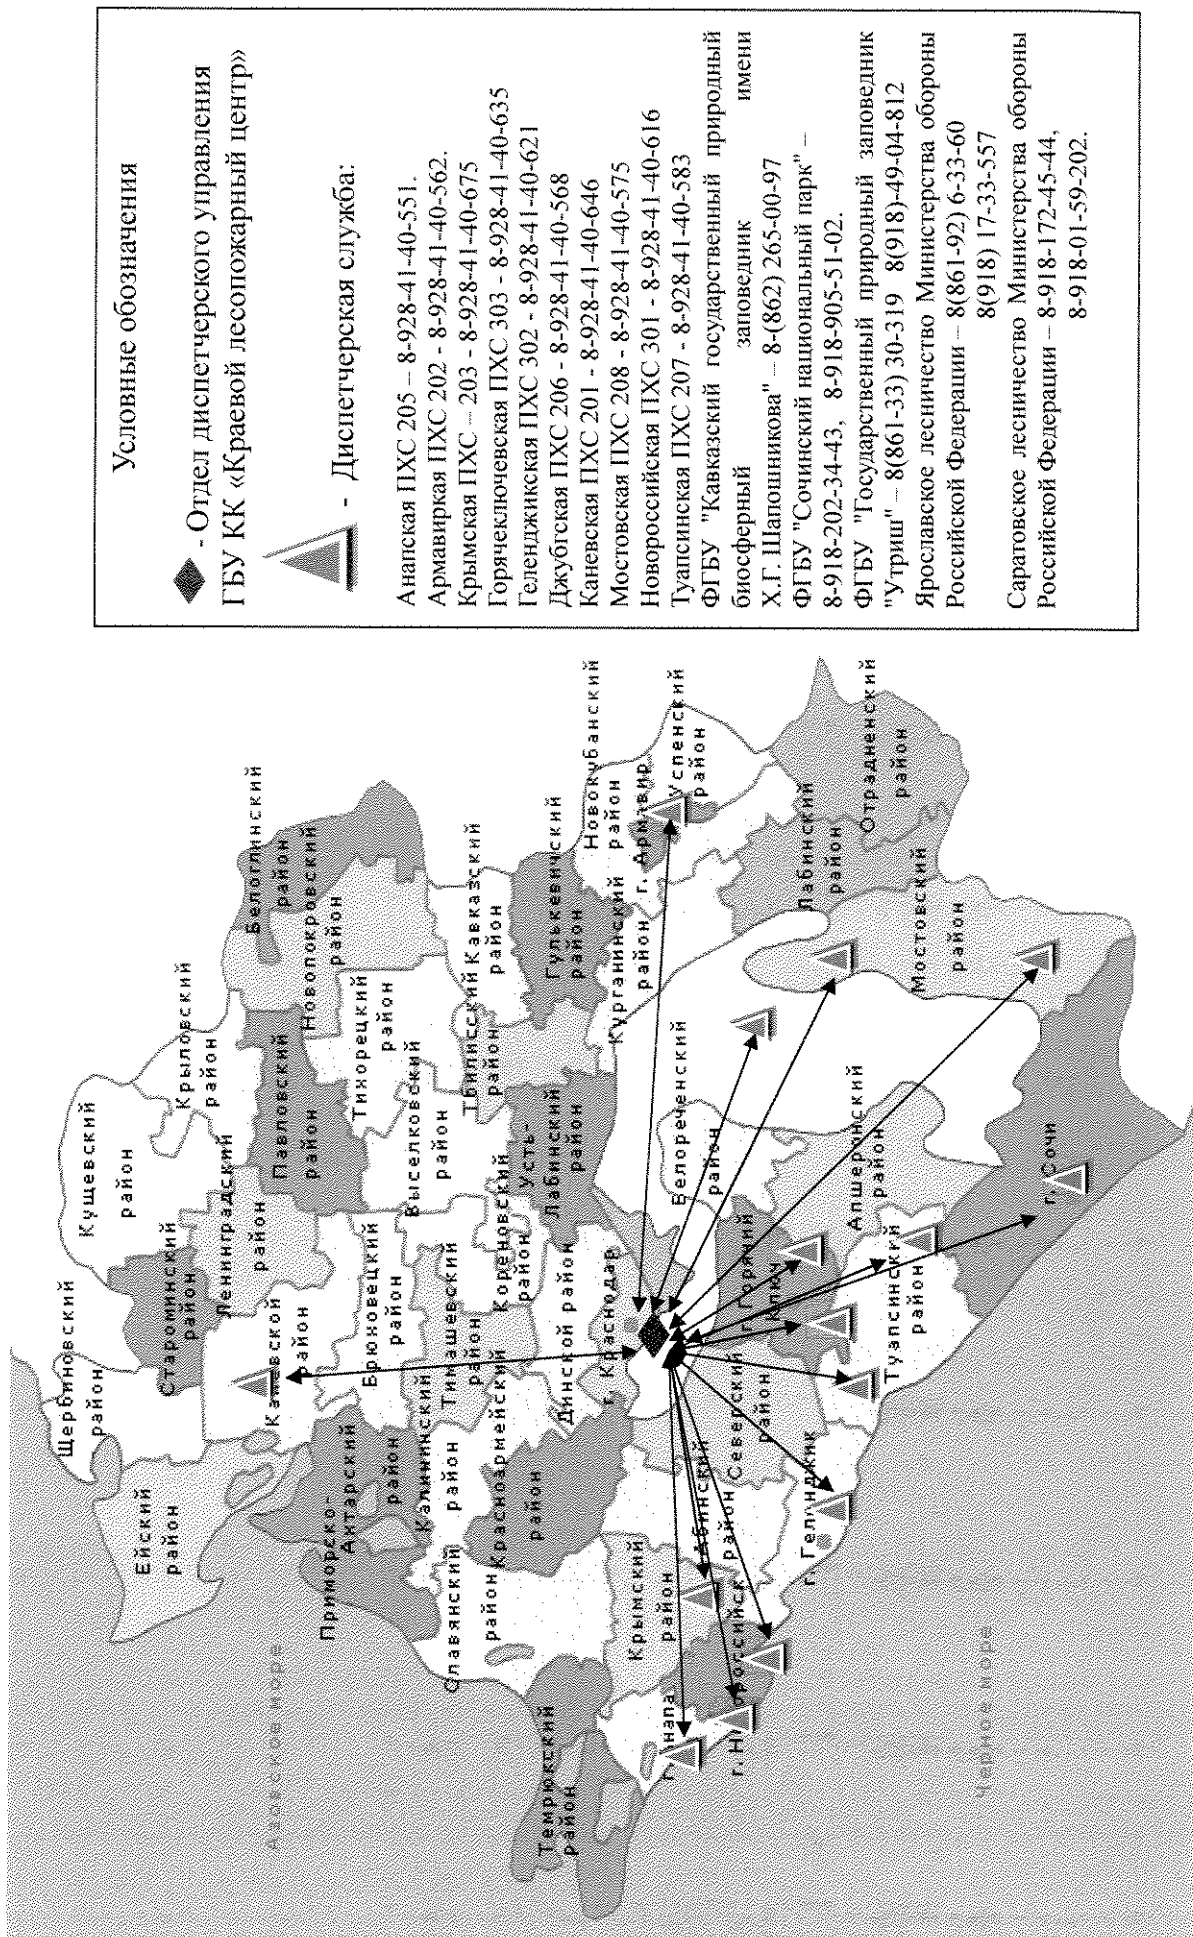 Условные обозначения
- Отдел диспетчерского управления
ГБУ КК «Краевой лесопожарный центр»
- Диспетчерская служба:
Анапская ПХС 205 – 8-928-41-40-551.
Армавиркая ПХС 202 - 8-928-41-40-562.
Крымская ПХС – 203 - 8-928-41-40-675
Горячеключевская ПХС 303 - 8-928-41-40-635
Геленджикская ПХС 302 - 8-928-41-40-621
Джубгская ПХС 206 - 8-928-41-40-568
Каневская ПХС 201 - 8-928-41-40-646
Мостовская ПХС 208 - 8-928-41-40-575
Новороссийская ПХС 301 - 8-928-41-40-616
Туапсинская ПХС 207 - 8-928-41-40-583
ФГБУ "Кавказский государственный природный
биосферный заповедник имени
Х.Г. Шапошникова" – 8-(862) 265-00-97
ФГБУ "Сочинский национальный парк" –
8-918-202-34-43, 8-918-905-51-02.
ФГБУ "Государственный природный заповедник
"Утриш" – 8(861-33) 30-319 8(918)-49-04-812
Ярославское лесничество Министерства обороны
Российской Федерации – 8(861-92) 6-33-60
8(918) 17-33-557
Саратовское лесничество Министерства обороны
Российской Федерации – 8-918-172-45-44,
8-918-01-59-202.
Щербиновский
район
Ейский
район
Кущевский
район
Староминский
район
Крыловский
район
Ленинградский
район
Каневской
район
Павловский
район
Белоглинский
район
Новопокровский
район
Приморско-
Ахтарский
район
Брюховецкий
район
Тихорецкий
район
Выселковский
район
Калининский
район
Тимашевский
район
Тбилисский
район
Кавказский
район
Славянский
район
Красноармейский
район
Кореновский
район
Усть-
Лабинский
район
Гулькевичский
район
Темрюкский
район
Динской район
г. Краснодар
Курганинский
район
Новокубанский
район
г. Армавир
Успенский
район
Крымский
район
Абинский
район
Северский
район
Белореченский
район
г. Горячий
Ключ
Лабинский
район
Отрадненский
район
Апшеронский
район
Мостовский
район
Туапсинский
район
г. Геленджик
г. Сочи
Азовское море
Черное море